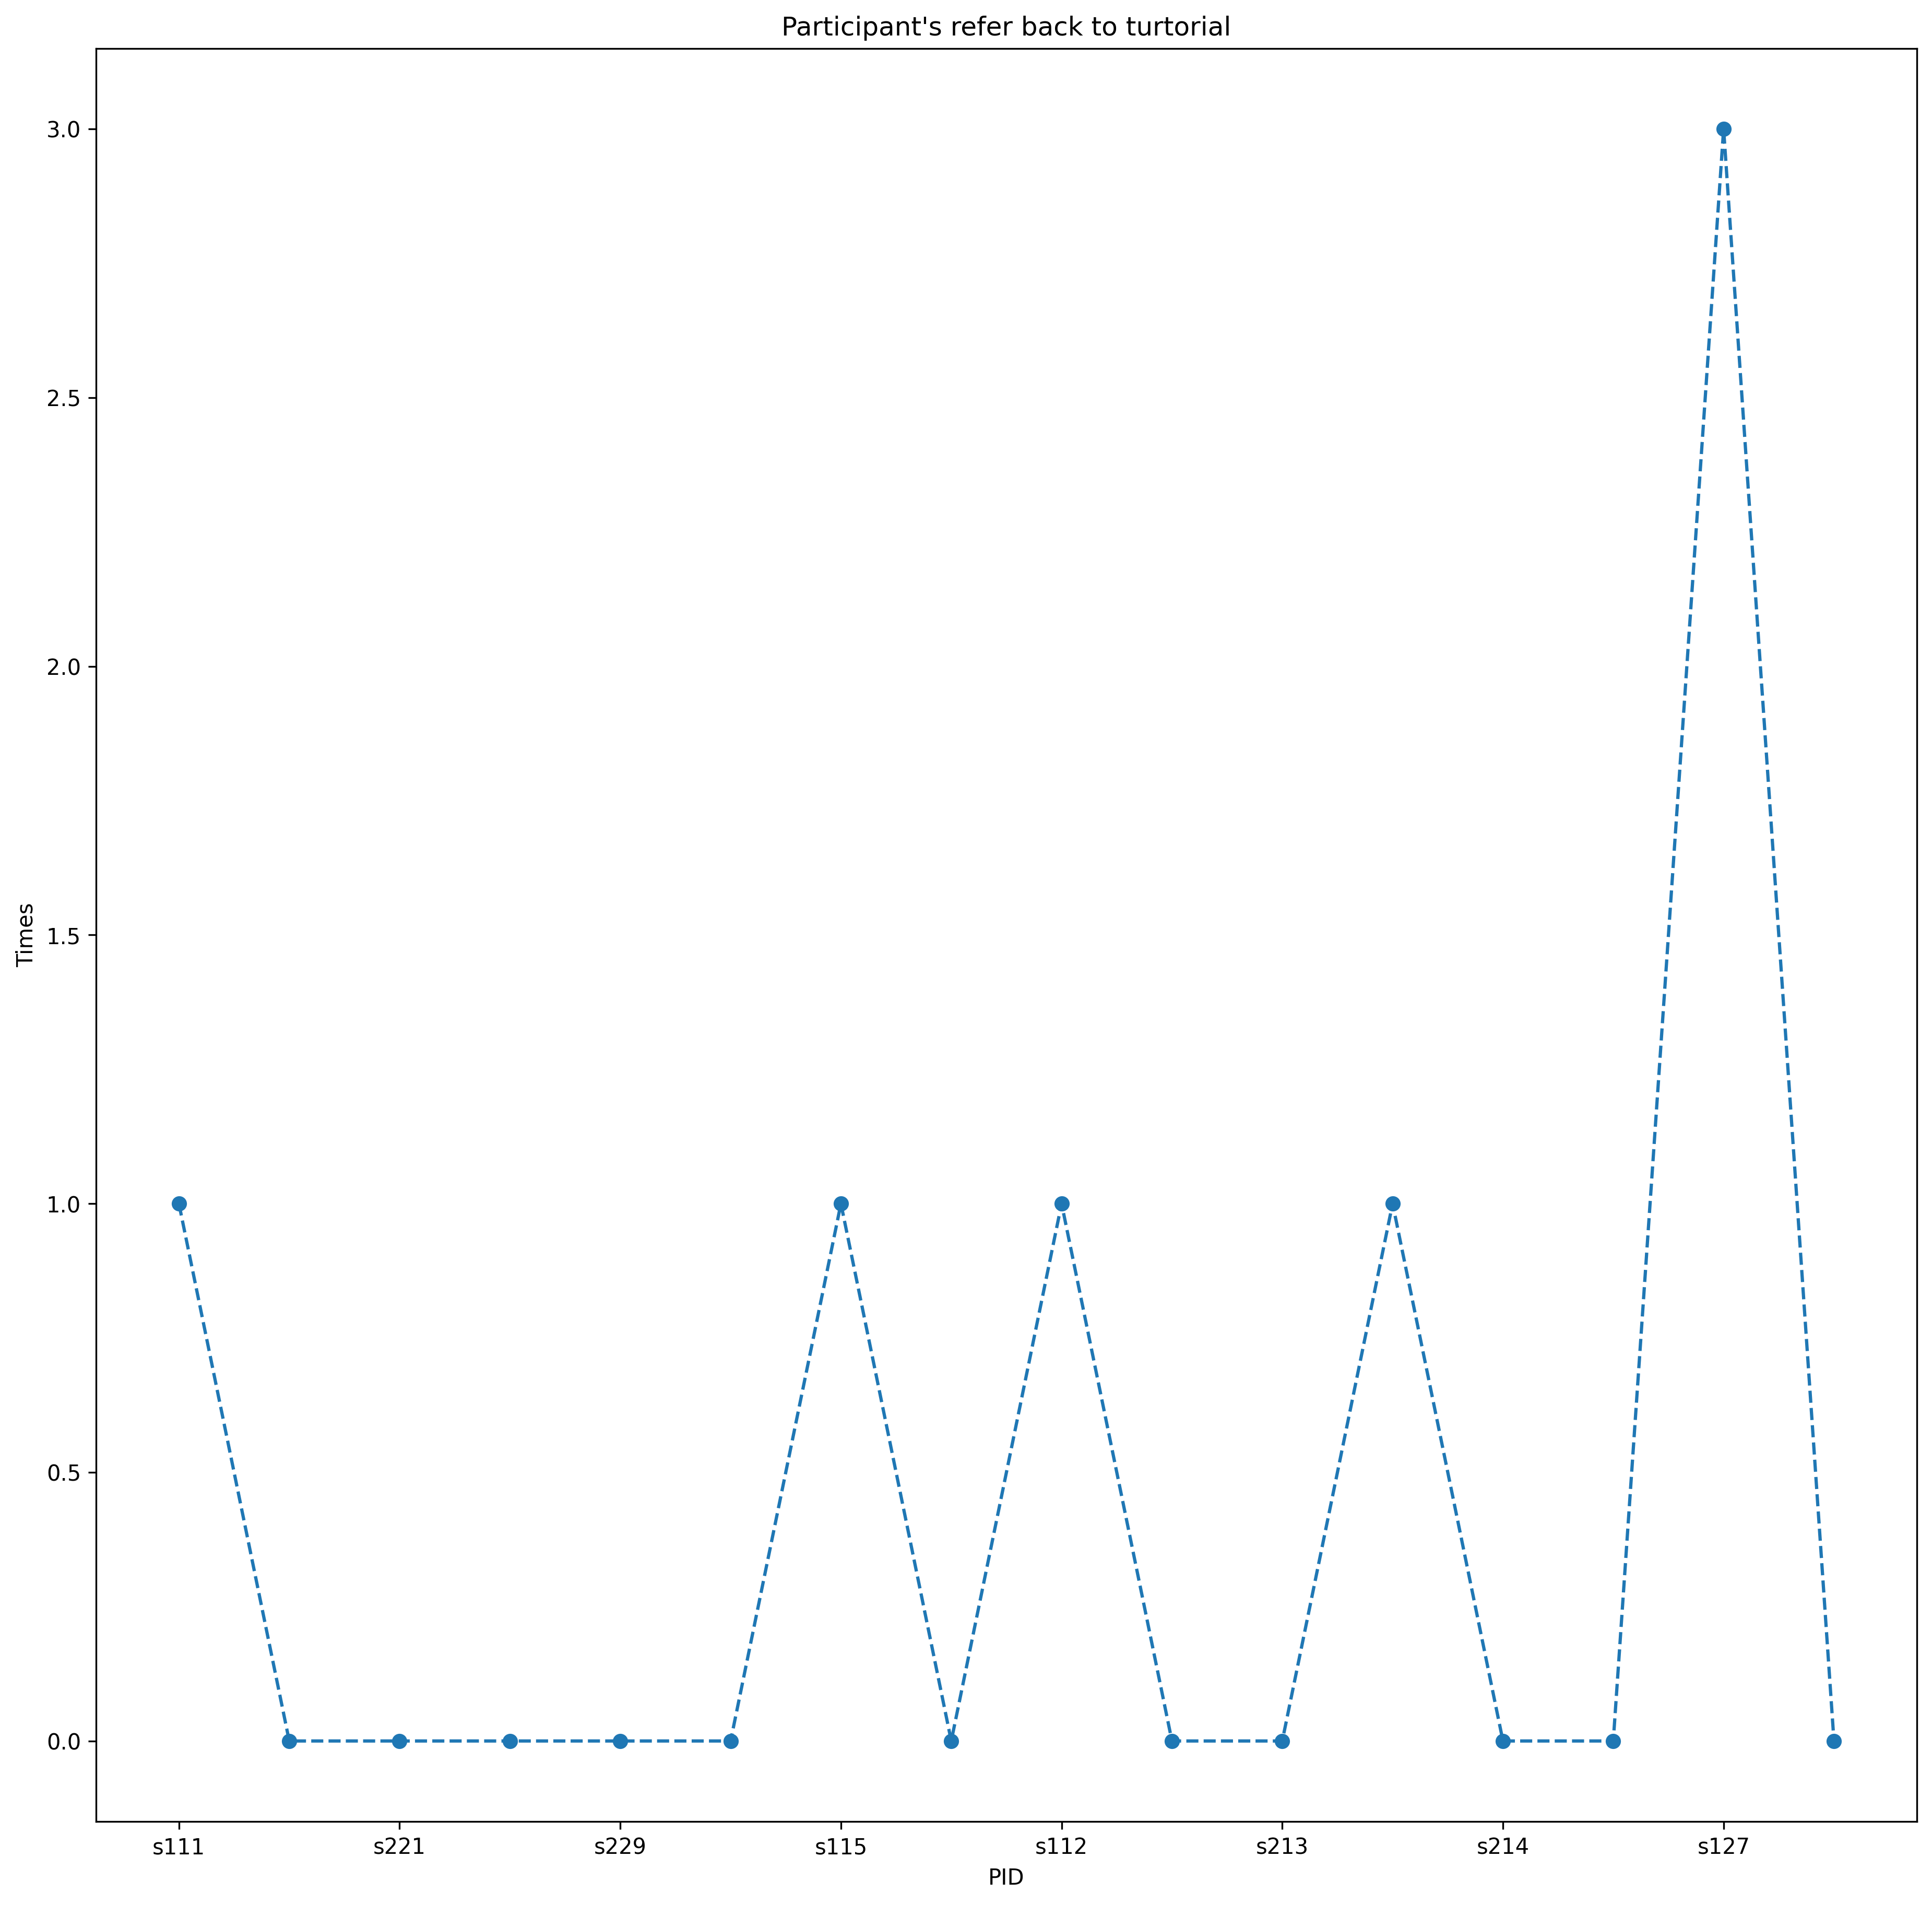 Participant's refer back to turtorial
3.0
2.5
2.0
1.5
1.0
0.5
0.0
Times
s111 s221 s229 s115 s112 s213 s214 s127
PID